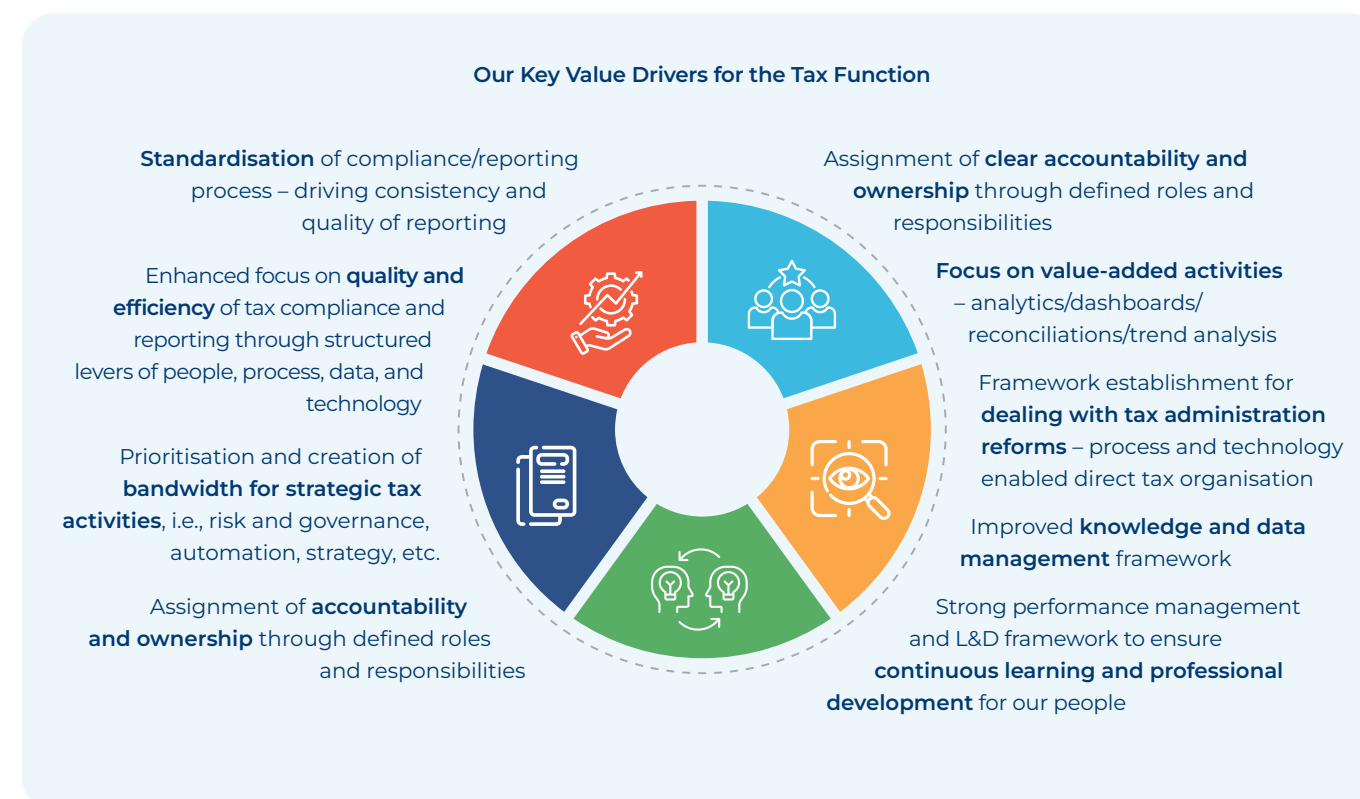 Our Key Value Drivers for the Tax Function
Standardisation of compliance/reporting
process – driving consistency and
quality of reporting
Enhanced focus on quality and
efficiency of tax compliance and
reporting through structured
levers of people, process, data, and
technology
Prioritisation and creation of
bandwidth for strategic tax
activities, i.e., risk and governance,
automation, strategy, etc.
Assignment of accountability
and ownership through defined roles
and responsibilities
Assignment of clear accountability and
ownership through defined roles and
responsibilities
Focus on value-added activities
– analytics/dashboards/
reconciliations/trend analysis
Framework establishment for
dealing with tax administration
reforms – process and technology
enabled direct tax organisation
Improved knowledge and data
management framework
Strong performance management
and L&D framework to ensure
continuous learning and professional
development for our people